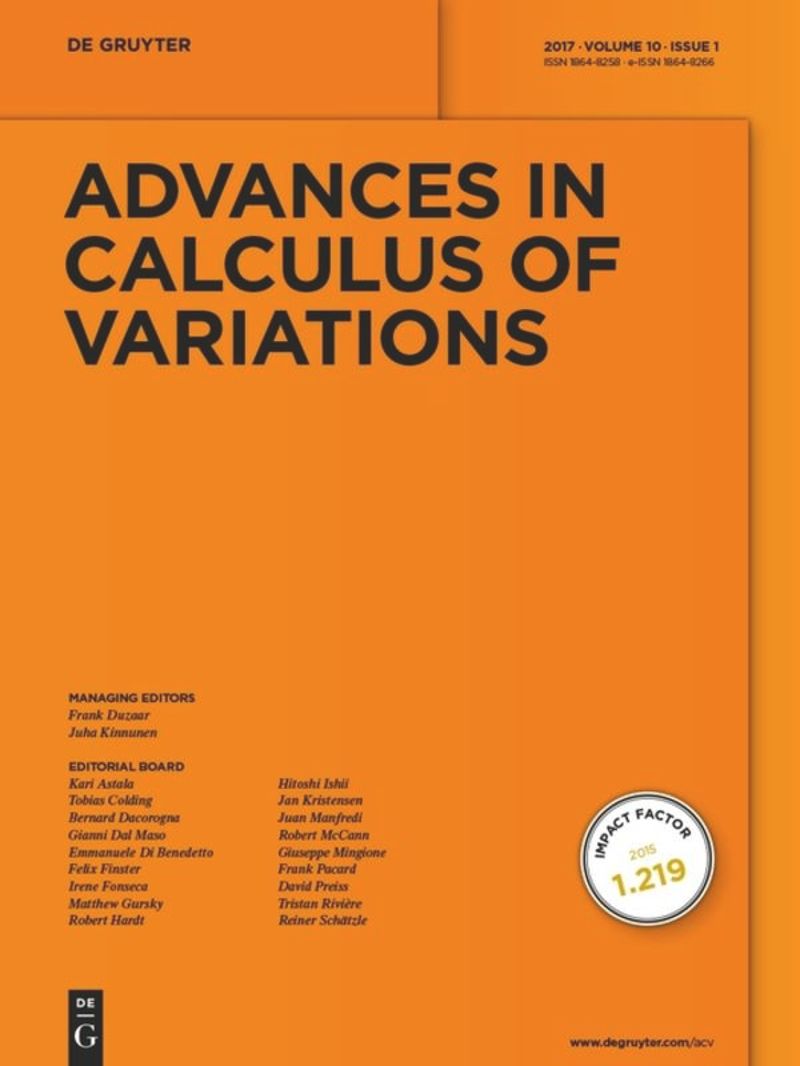 DE GRUYTER
2017 · VOLUME 10 · ISSUE 1
ISSN 1864-8258 · e-ISSN 1864-8266
ADVANCES IN
CALCULUS OF
VARIATIONS
MANAGING EDITORS
Frank Duzaar
Juha Kinnunen
EDITORIAL BOARD
Kari Astala
Tobias Colding
Bernard Dacorogna
Gianni Dal Maso
Emmanuele Di Benedetto
Felix Finster
Irene Fonseca
Matthew Gursky
Robert Hardt
Hitoshi Ishii
Jan Kristensen
Juan Manfredi
Robert McCann
Giuseppe Mingione
Frank Pacard
David Preiss
Tristan Rivière
Reiner Schätzle
IMPACT FACTOR
2015
1.219
DE
G
www.degruyter.com/acv